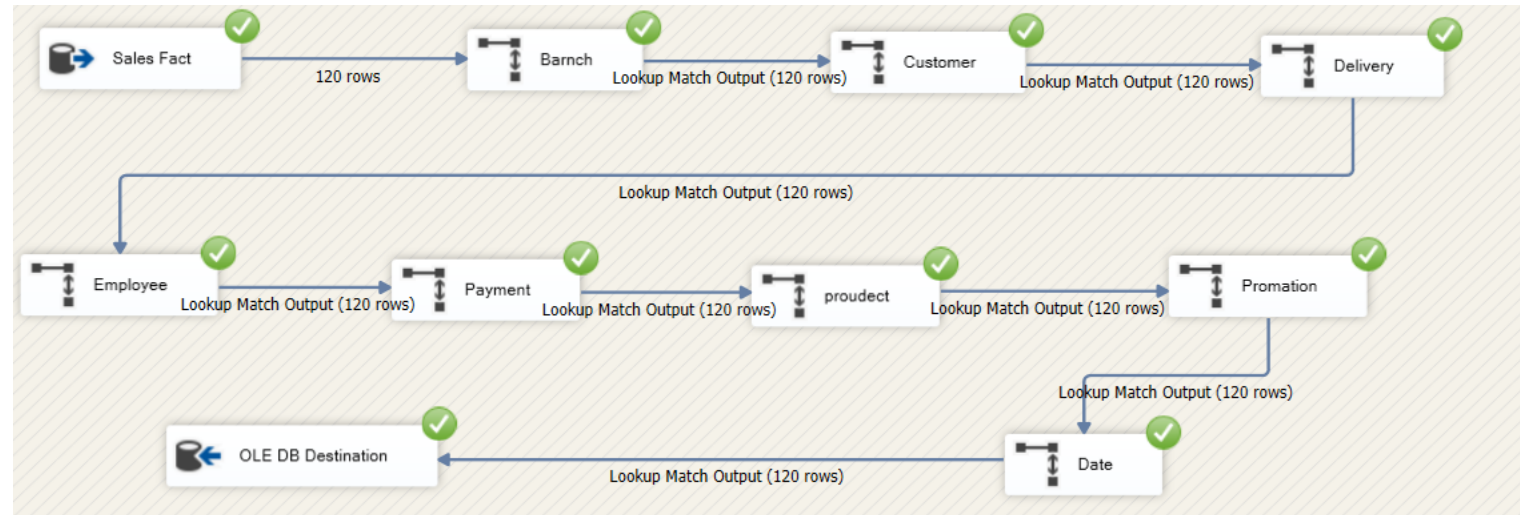 Sales Fact
120 rows
Barnch
Lookup Match Output (120 rows)
Customer
Lookup Match Output (120 rows)
Delivery
Lookup Match Output (120 rows)
Employee
Lookup Match Output (120 rows)
Payment
Lookup Match Output (120 rows)
proudect
Lookup Match Output (120 rows)
Promation
Lookup Match Output (120 rows)
Date
Lookup Match Output (120 rows)
OLE DB Destination